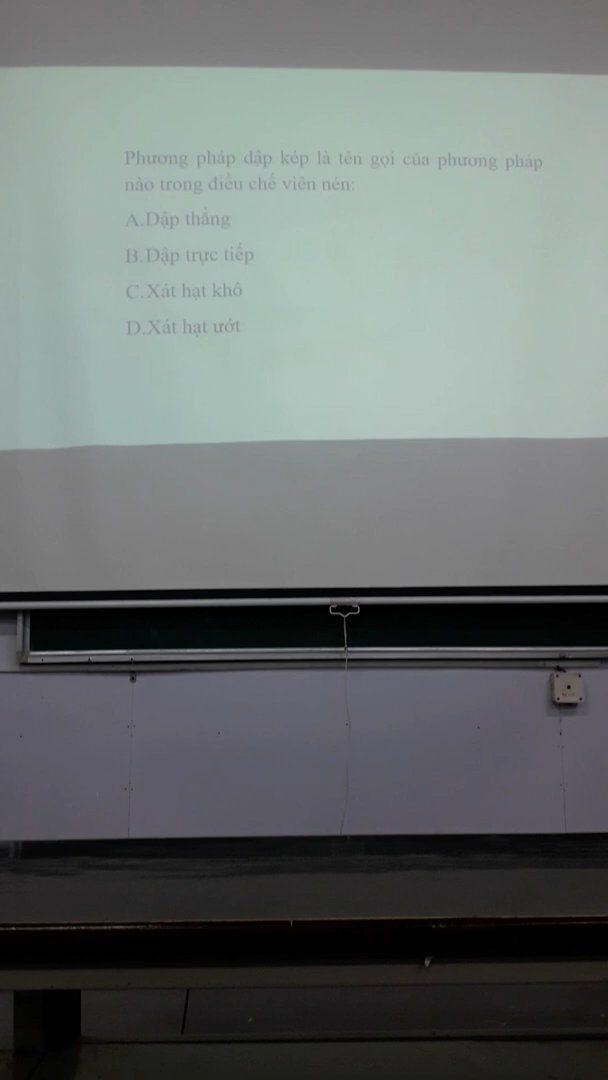 Phương pháp dập kép là tên gọi của phương pháp
nào trong điều chế viên nén:
A.Dập thẳng
B.Dập trực tiếp
C.Xát hạt khô
D.Xát hạt ướt